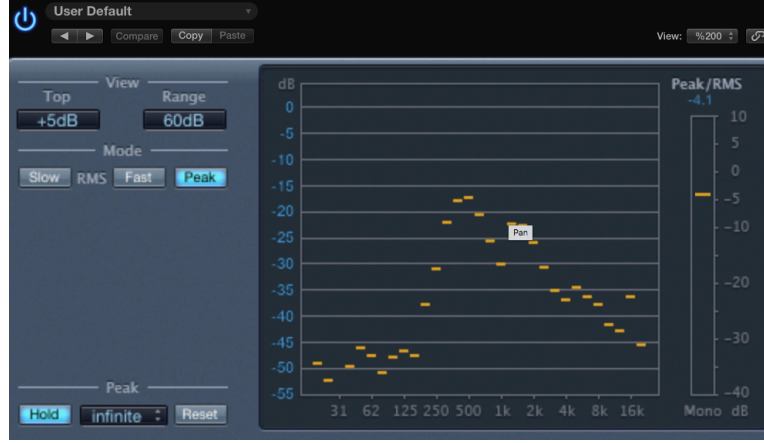 User Default
Compare Copy Paste
View: %200
View
Top Range
+5dB 60dB
Mode
Slow RMS Fast Peak
Peak
Hold infinite Reset
dB
0
-5
-10
-15
-20
-25
-30
-35
-40
-45
-50
-55
31 62 125 250 500 1k 2k 4k 8k 16k
Pan
Peak/RMS
-4.1
10
5
0
-5
-10
-20
-30
-40
Mono dB